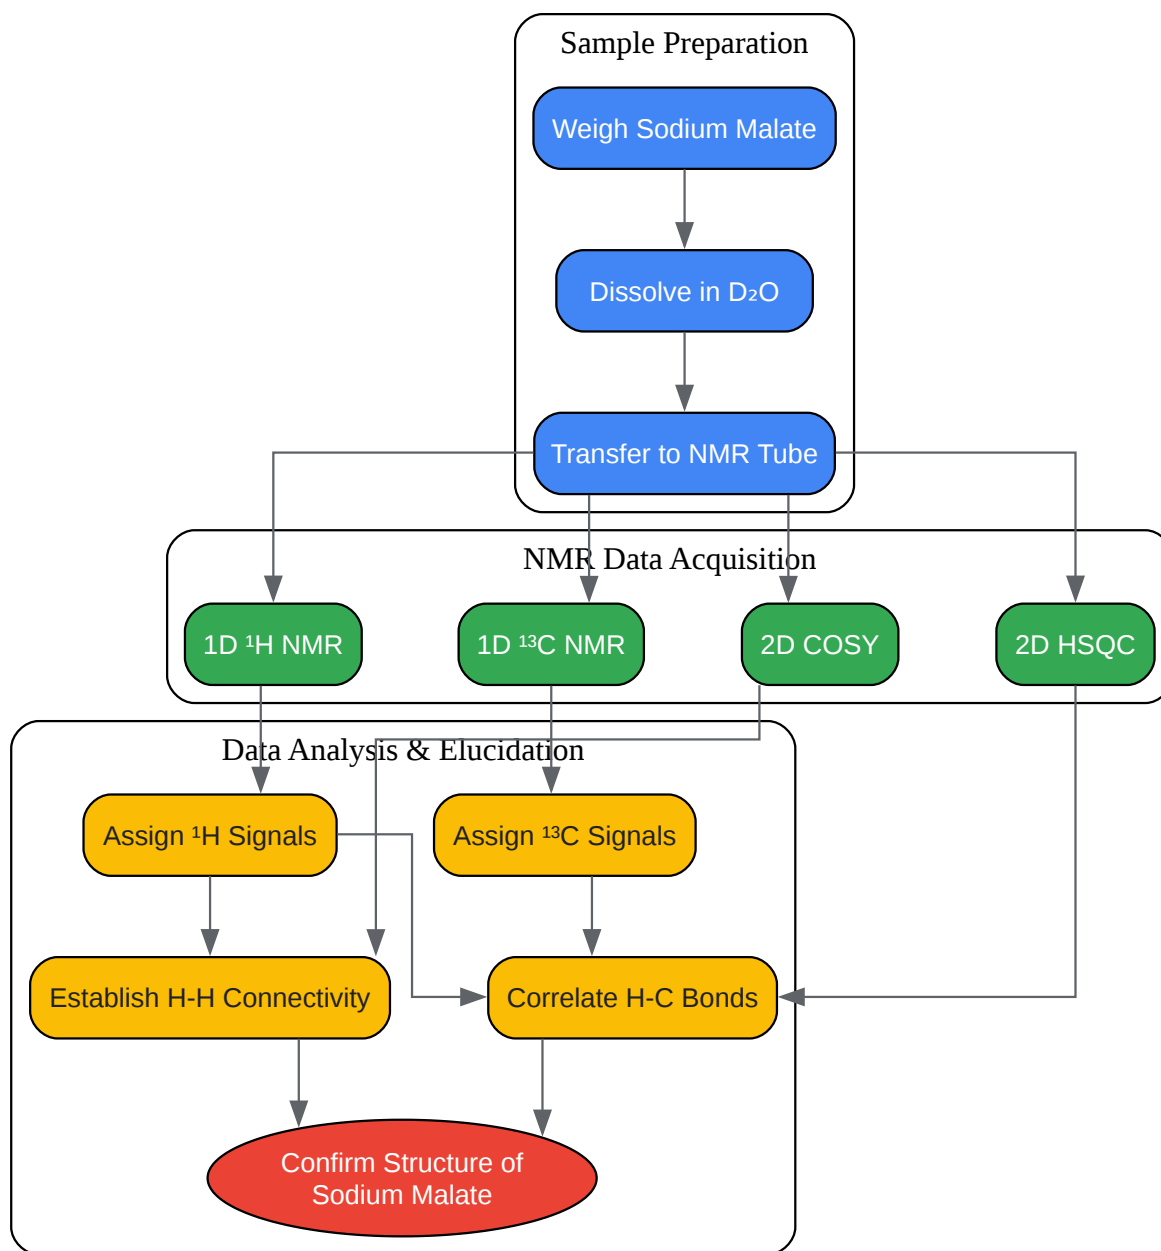 Sample Preparation
Weigh Sodium Malate
Dissolve in D₂O
Transfer to NMR Tube
NMR Data Acquisition
1D ¹H NMR
1D ¹³C NMR
2D COSY
2D HSQC
Data Analysis & Elucidation
Assign ¹H Signals
Assign ¹³C Signals
Establish H-H Connectivity
Correlate H-C Bonds
Confirm Structure of
Sodium Malate